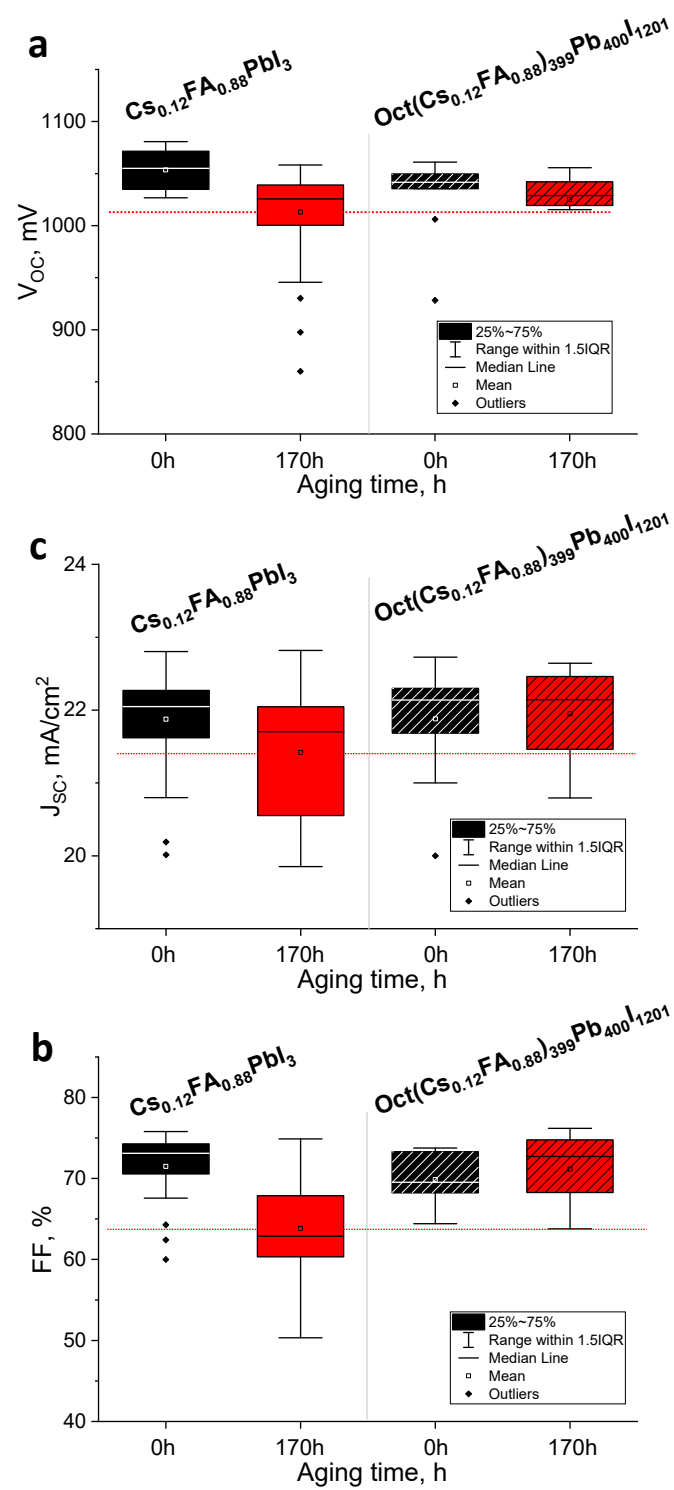 a
Cs0.12FA0.88PbI3
Oct(Cs0.12FA0.88)399Pb400I1201
1100
1000
900
800
VOC, mV
25%~75%
Range within 1.5IQR
Median Line
Mean
Outliers
0h
170h
0h
170h
Aging time, h
c
Cs0.12FA0.88PbI3
Oct(Cs0.12FA0.88)399Pb400I1201
24
22
20
JSC, mA/cm2
25%~75%
Range within 1.5IQR
Median Line
Mean
Outliers
0h
170h
0h
170h
Aging time, h
b
Cs0.12FA0.88PbI3
Oct(Cs0.12FA0.88)399Pb400I1201
80
70
60
50
40
FF, %
25%~75%
Range within 1.5IQR
Median Line
Mean
Outliers
0h
170h
0h
170h
Aging time, h